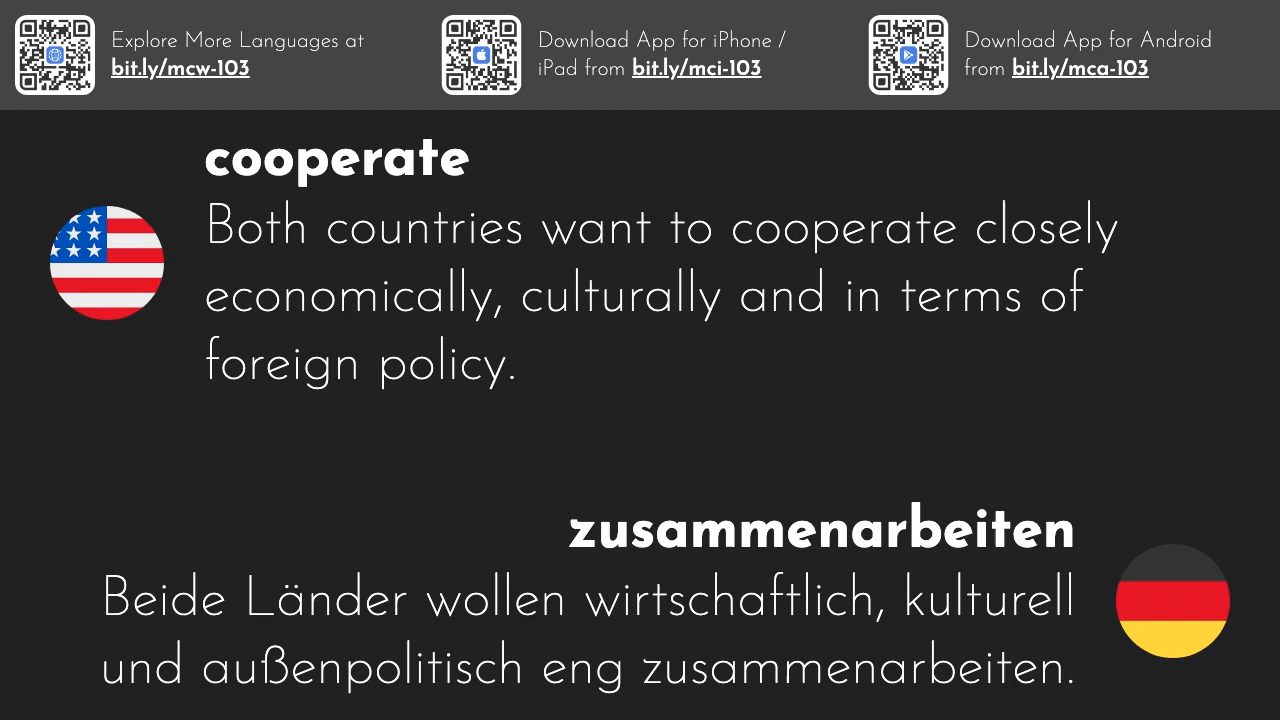 Explore More Languages at
bit.ly/mcw-103
Download App for iPhone /
iPad from bit.ly/mci-103
Download App for Android
from bit.ly/mca-103
cooperate
Both countries want to cooperate closely
economically, culturally and in terms of
foreign policy.
zusammenarbeiten
Beide Länder wollen wirtschaftlich, kulturell
und außenpolitisch eng zusammenarbeiten.